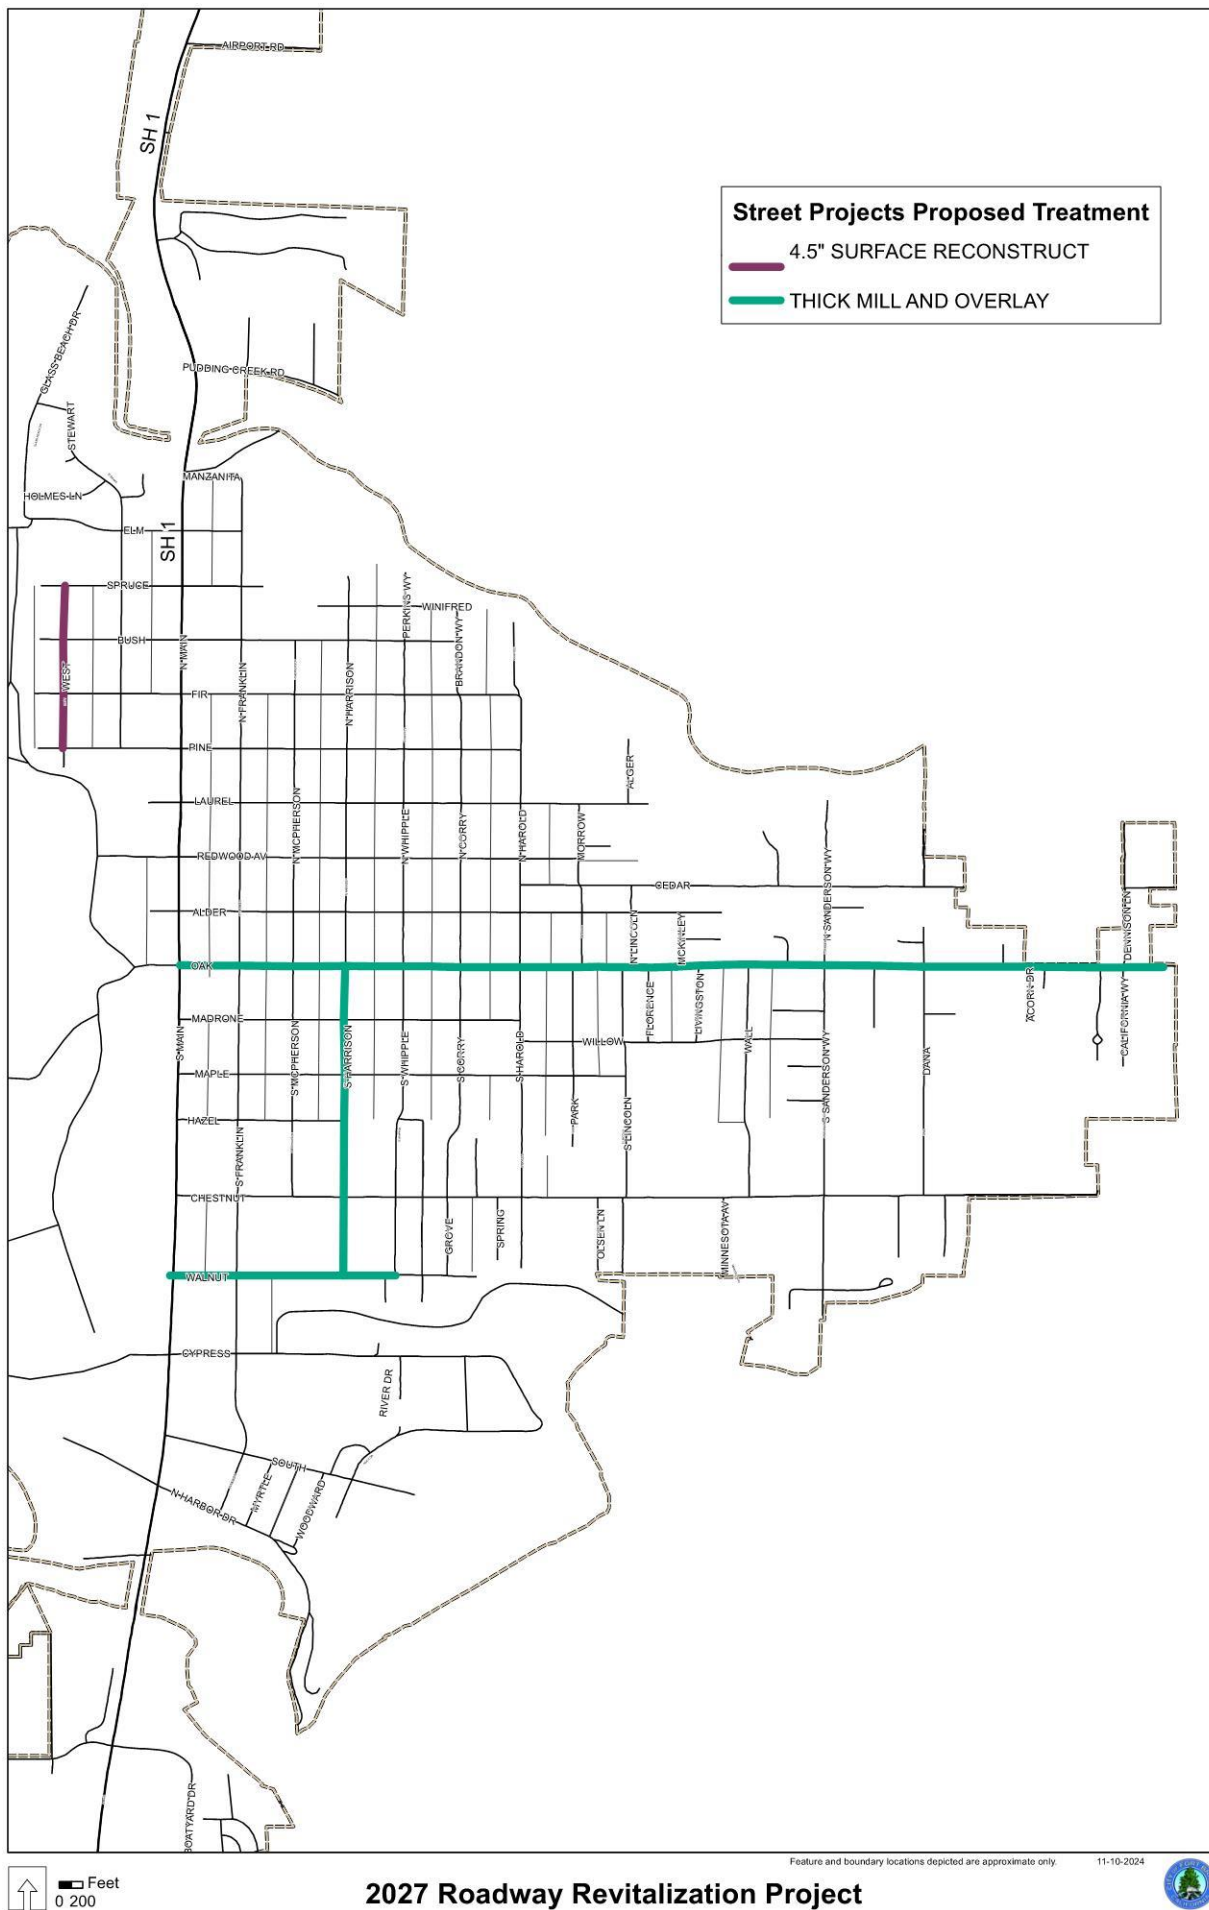 AIRPORT RD
SH 1
Street Projects Proposed Treatment
4.5" SURFACE RECONSTRUCT
THICK MILL AND OVERLAY
GLASS BEACH DR
PUDDING CREEK RD
STEWART
MANZANITA
HOLMES LN
ELM
SH 1
SPRUCE
PERKINS WY
WINIFRED
BUSH
N MAIN
BRANDON WY
WEST
N FRANKLIN
N HARRISON
FIR
PINE
ALGER
LAUREL
N MCPHERSON
N WHIPPLE
N CORRY
N HAROLD
MORROW
REDWOOD AV
CEDAR
N SANDERSON WY
ALDER
N LINCOLN
MCKINLEY
DENNISON LN
OAK
FLORENCE
LIVINGSTON
ACORN DR
CALIFORNIA WY
MADRONE
S MAIN
S MCPHERSON
S HARRISON
S WHIPPLE
S CORRY
S HAROLD
WILLOW
WALL
S SANDERSON WY
DANA
MAPLE
PARK
S LINCOLN
HAZEL
S FRANKLIN
CHESTNUT
GROVE
SPRING
OLSEN LN
MINNESOTA AV
WALNUT
CYPRESS
RIVER DR
SOUTH
MYRTLE
WOODWARD
N HARBOR DR
BOATYARD DR
Feature and boundary locations depicted are approximate only.
11-10-2024
Feet
0 200
2027 Roadway Revitalization Project